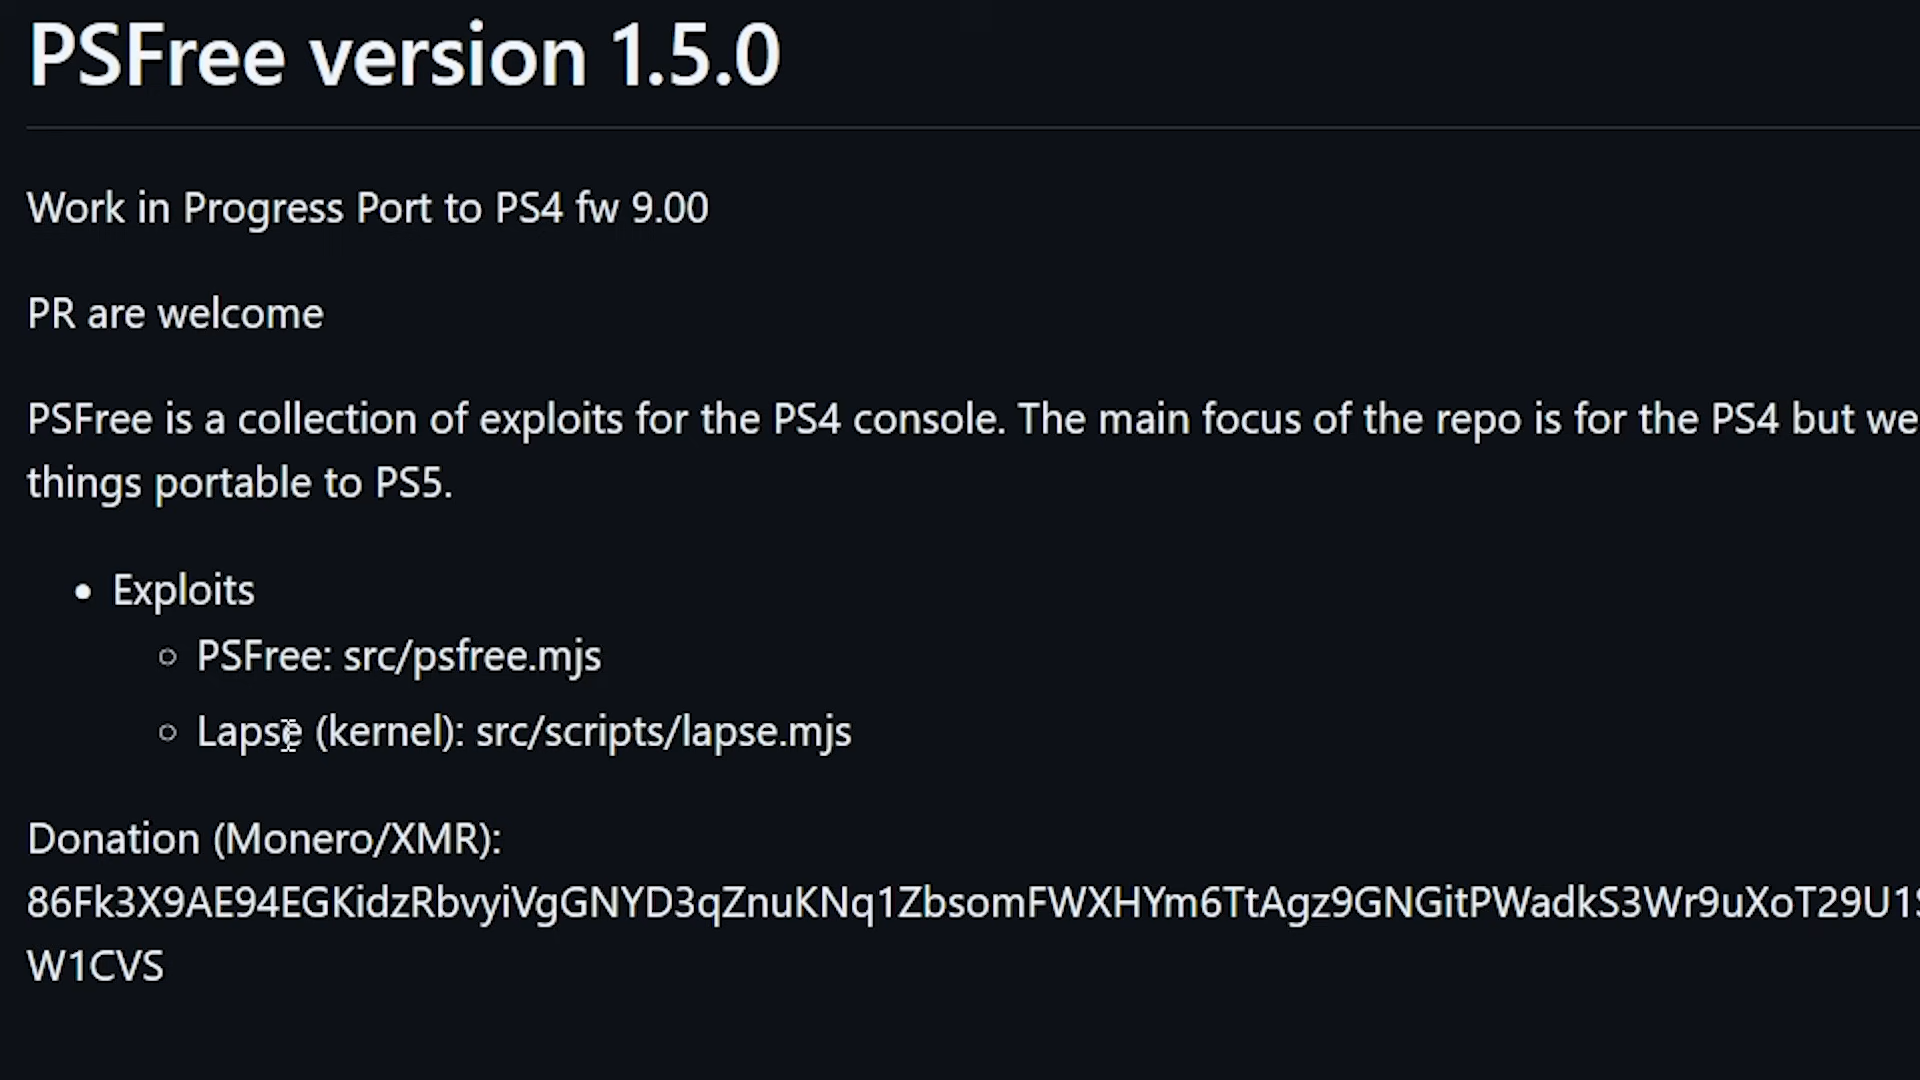 PSFree version 1.5.0
Work in Progress Port to PS4 fw 9.00
PR are welcome
PSFree is a collection of exploits for the PS4 console. The main focus of the repo is for the PS4 but we
things portable to PS5.
Exploits
PSFree: src/psfree.mjs
Lapse (kernel): src/scripts/lapse.mjs
Donation (Monero/XMR):
86Fk3X9AE94EGKidzRbvyiVgGNYD3qZnuKNq1ZbsomFWXHYm6TtAgz9GNGitPWadkS3Wr9uXoT29U1S
W1CVS